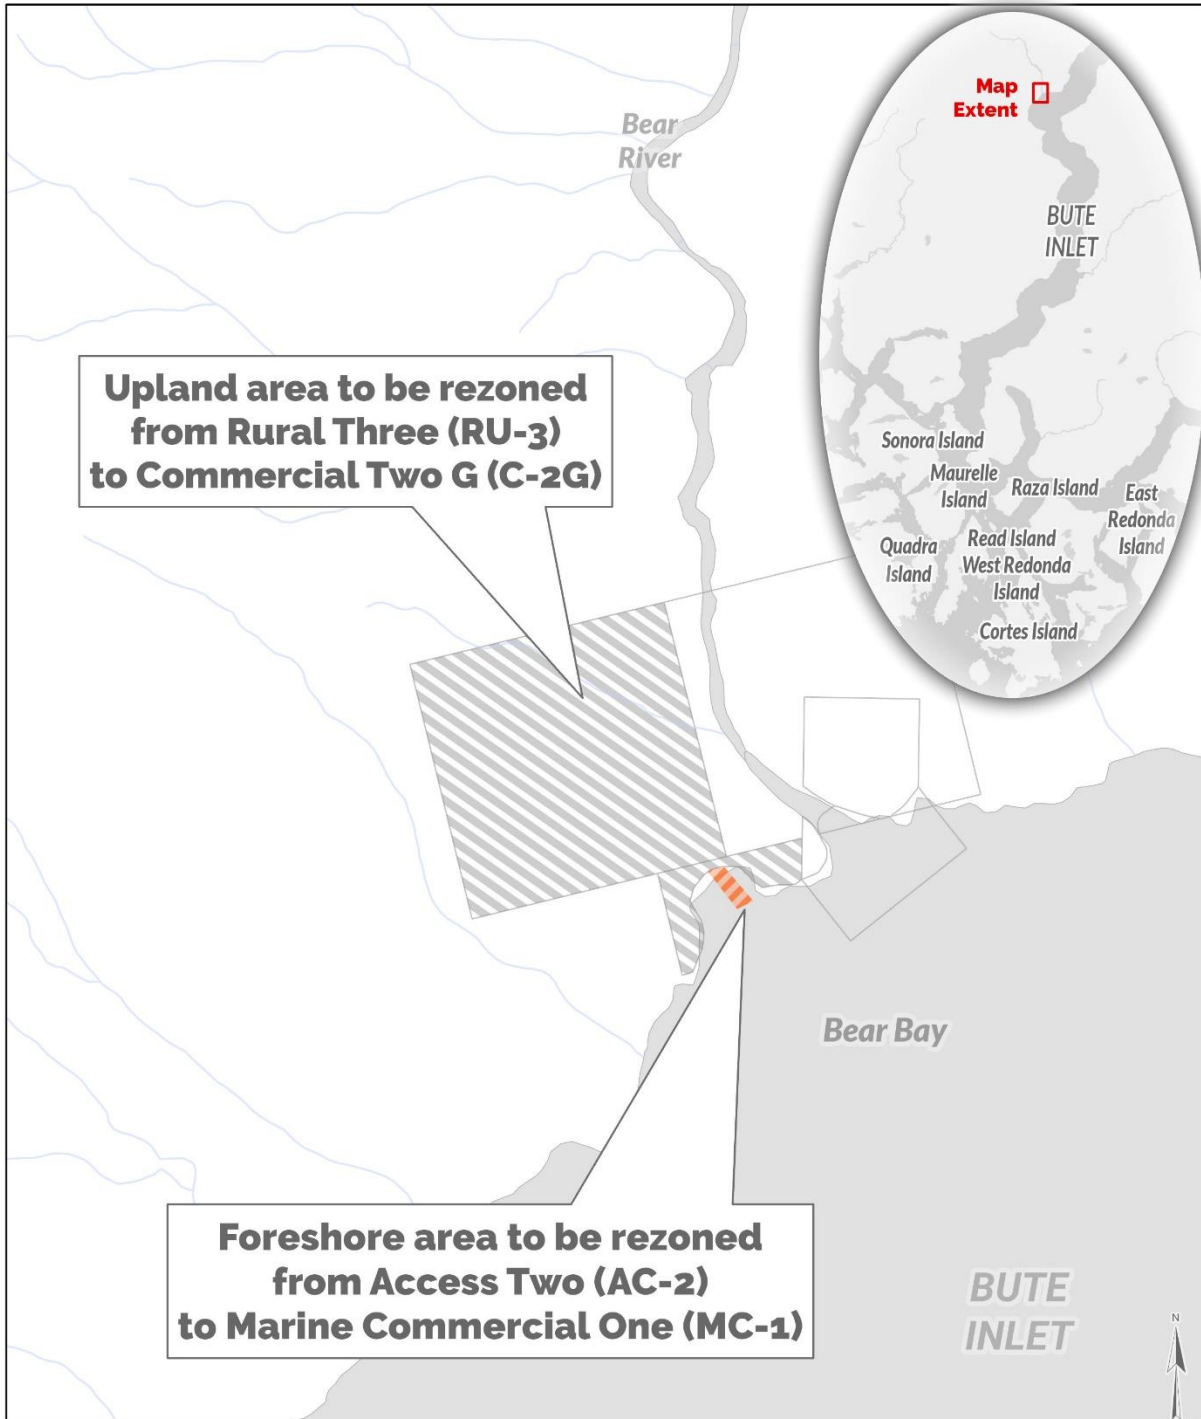 Bear
River
Map
Extent
BUTE
INLET
Sonora Island
Maurelle
Island
Raza Island
East
Redonda
Island
Quadra
Island
Read Island
West Redonda
Island
Cortes Island
Upland area to be rezoned
from Rural Three (RU-3)
to Commercial Two G (C-2G)
Bear Bay
Foreshore area to be rezoned
from Access Two (AC-2)
to Marine Commercial One (MC-1)
BUTE
INLET
N